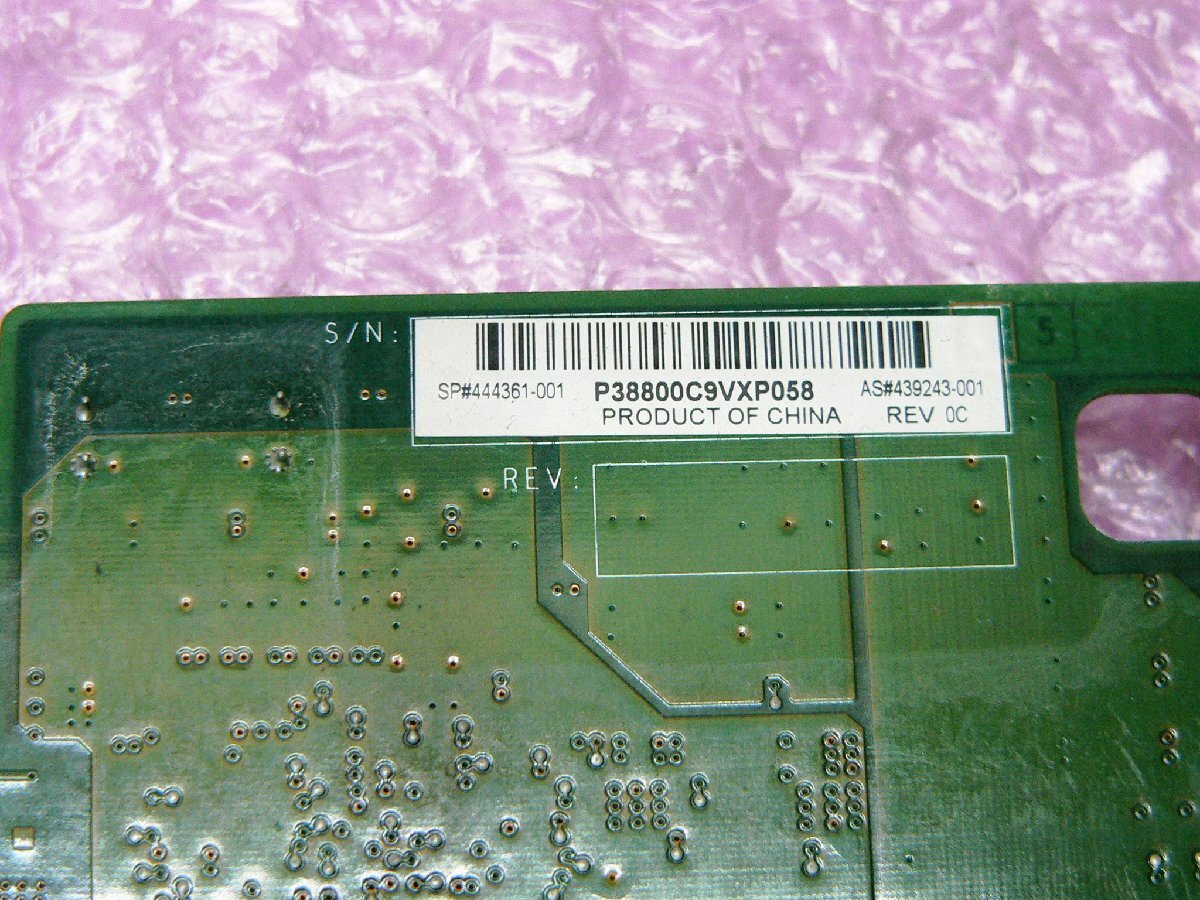 S/N:
SP#444361-001 P38800C9VXP058 AS#439243-001
PRODUCT OF CHINA REV 0C
REV:
5